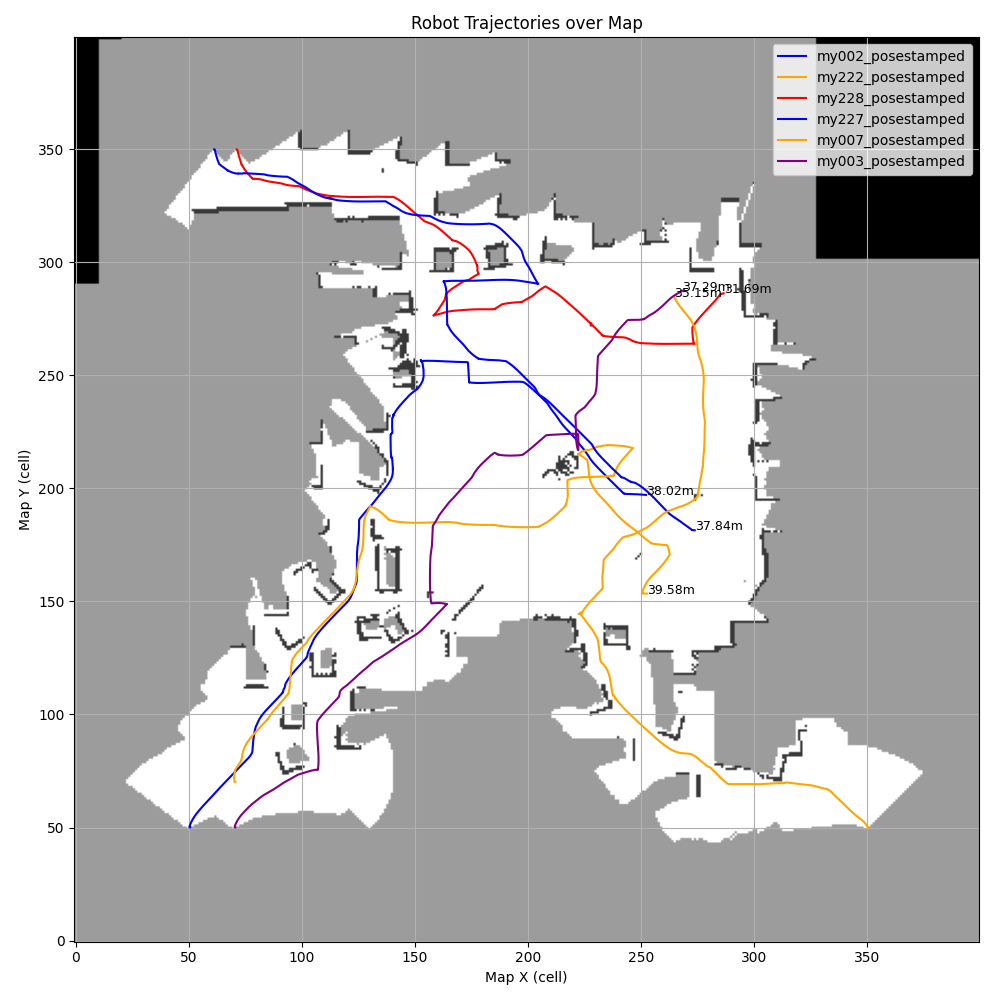 Robot Trajectories over Map
my002_posestamped
my222_posestamped
my228_posestamped
my227_posestamped
my007_posestamped
my003_posestamped
37.29m
35.15m
31.69m
38.02m
37.84m
39.58m
350
300
250
200
150
100
50
0
Map Y (cell)
0 50 100 150 200 250 300 350
Map X (cell)